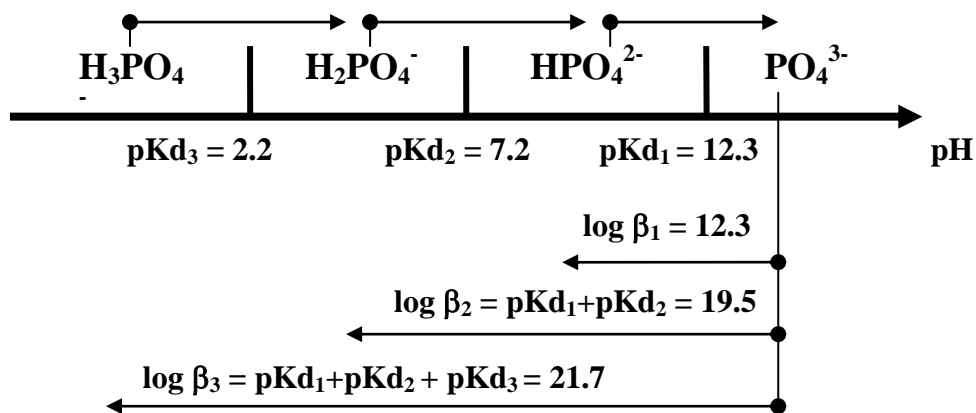 H₃PO₄⁻ H₂PO₄⁻ HPO₄²⁻ PO₄³⁻
pKd₃ = 2.2 pKd₂ = 7.2 pKd₁ = 12.3 pH
log β₁ = 12.3
log β₂ = pKd₁+pKd₂ = 19.5
log β₃ = pKd₁+pKd₂ + pKd₃ = 21.7